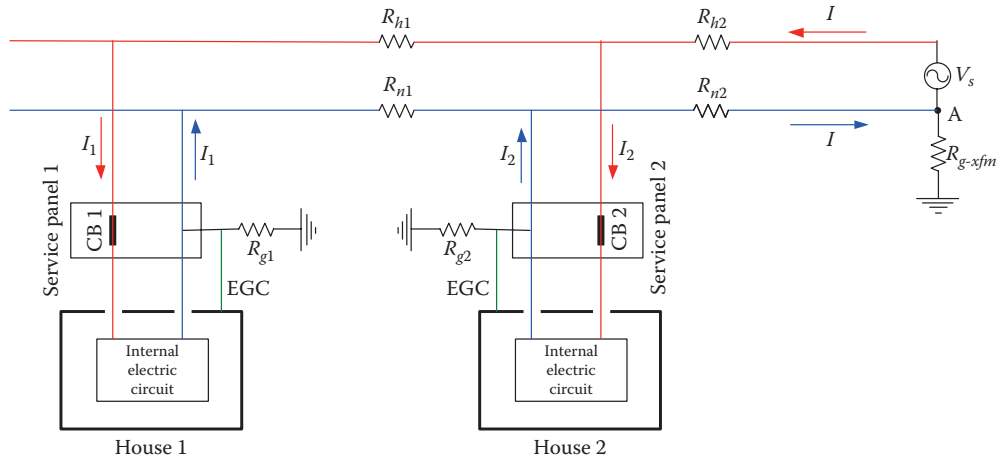 R_h1
R_h2
I
V_s
R_n1
R_n2
A
I
R_g-xfm
I_1
I_1
I_2
I_2
Service panel 1
CB 1
R_g1
EGC
R_g2
EGC
CB 2
Service panel 2
Internal
electric
circuit
Internal
electric
circuit
House 1
House 2